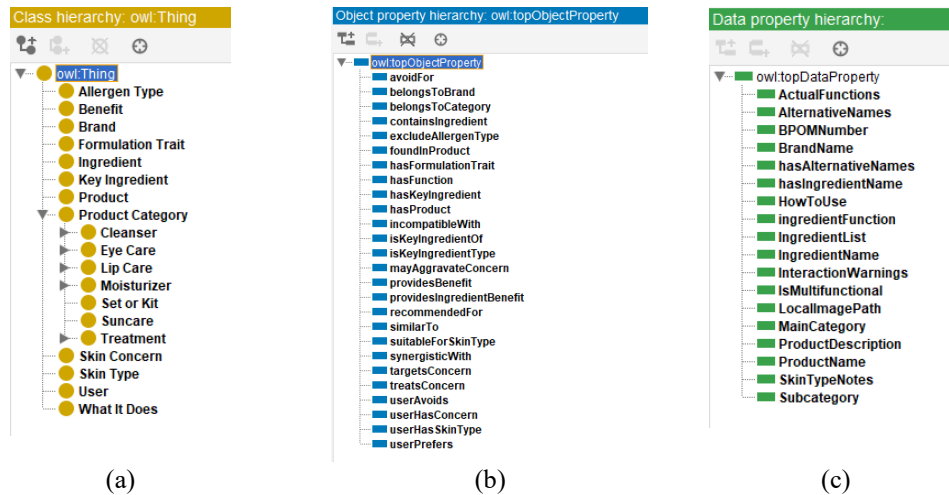 Class hierarchy: owl:Thing
owl:Thing
Allergen Type
Benefit
Brand
Formulation Trait
Ingredient
Key Ingredient
Product
Product Category
Cleanser
Eye Care
Lip Care
Moisturizer
Set or Kit
Suncare
Treatment
Skin Concern
Skin Type
User
What It Does
(a)
Object property hierarchy: owl:topObjectProperty
owl:topObjectProperty
avoidFor
belongsToBrand
belongsToCategory
containsIngredient
excludeAllergenType
foundInProduct
hasFormulationTrait
hasFunction
hasKeyIngredient
hasProduct
incompatibleWith
isKeyIngredientOf
isKeyIngredientType
mayAggravateConcern
providesBenefit
providesIngredientBenefit
recommendedFor
similarTo
suitableForSkinType
synergisticWith
targetsConcern
treatsConcern
userAvoids
userHasConcern
userHasSkinType
userPrefers
(b)
Data property hierarchy:
owl:topDataProperty
ActualFunctions
AlternativeNames
BPOMNumber
BrandName
hasAlternativeNames
hasIngredientName
HowToUse
ingredientFunction
IngredientList
IngredientName
InteractionWarnings
IsMultifunctional
LocalImagePath
MainCategory
ProductDescription
ProductName
SkinTypeNotes
Subcategory
(c)